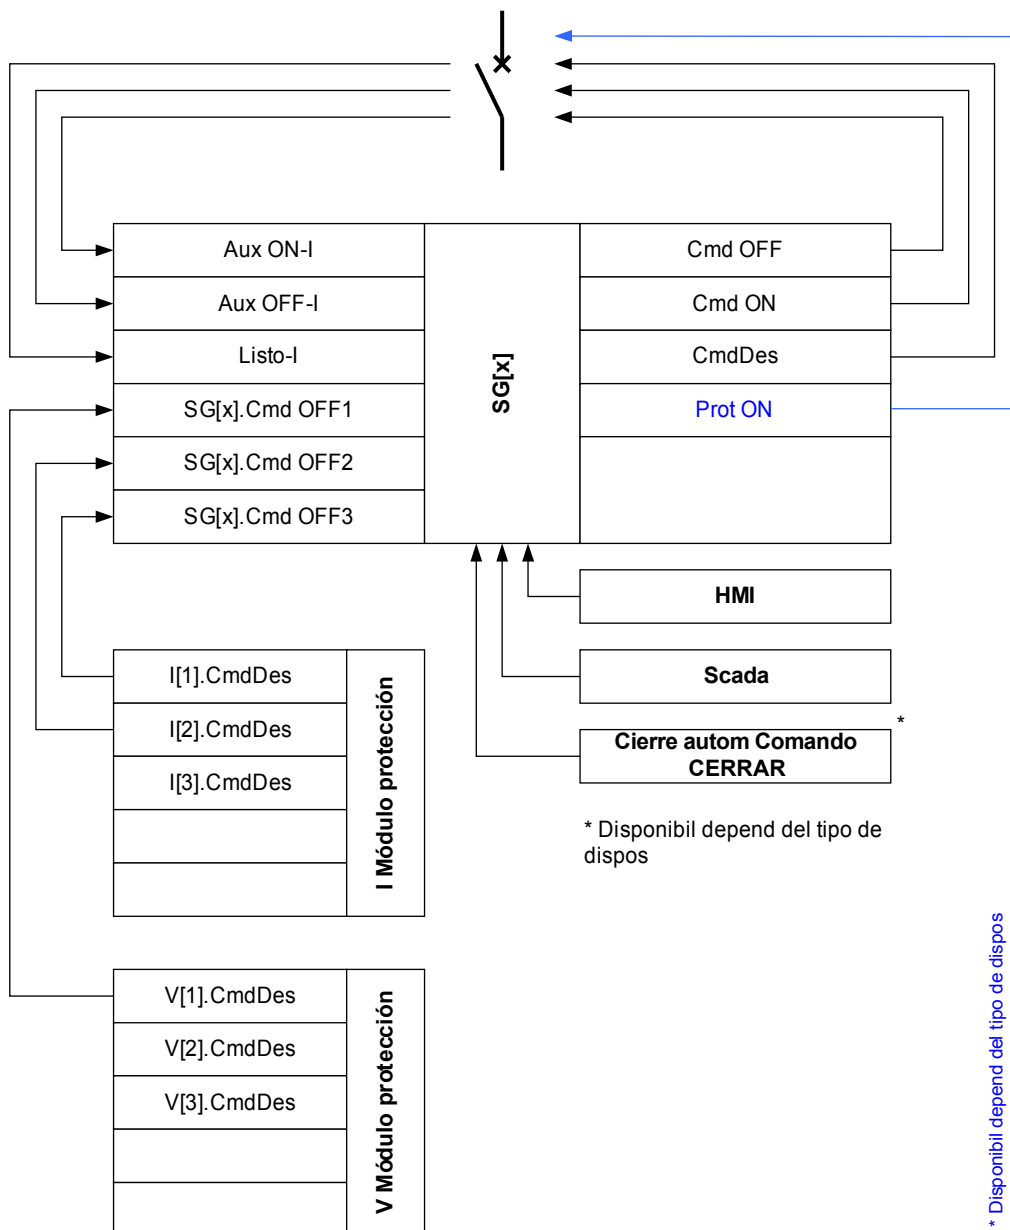 Aux ON-I
Aux OFF-I
Listo-I
SG[x].Cmd OFF1
SG[x].Cmd OFF2
SG[x].Cmd OFF3
SG[x]
Cmd OFF
Cmd ON
CmdDes
Prot ON
HMI
Scada
*
Cierre autom Comando
CERRAR
* Disponibil depend del tipo de
dispos
I[1].CmdDes
I[2].CmdDes
I[3].CmdDes
I Módulo protección
V[1].CmdDes
V[2].CmdDes
V[3].CmdDes
V Módulo protección
* Disponibil depend del tipo de dispos